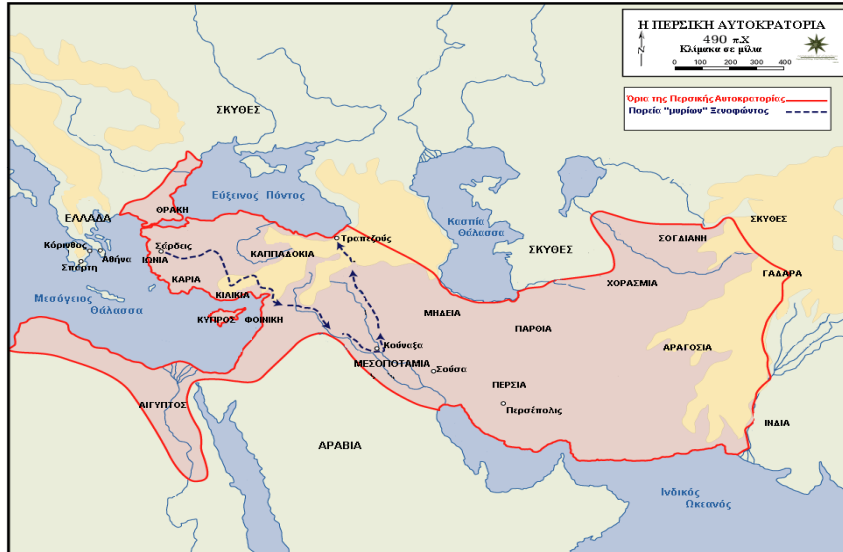 Η ΠΕΡΣΙΚΗ ΑΥΤΟΚΡΑΤΟΡΙΑ
490 π.Χ
Κλίμακα σε μίλια
N
0 100 200 300 400
Όρια της Περσικής Αυτοκρατορίας
Πορεία "μυρίων" Ξενοφώντος
ΣΚΥΘΕΣ
Εύξεινος Πόντος
ΘΡΑΚΗ
ΕΛΛΑΔΑ
Κόρινθος
Αθήνα
Σπάρτη
Σάρδεις
ΙΩΝΙΑ
ΚΑΡΙΑ
ΚΑΠΠΑΔΟΚΙΑ
Τραπεζούς
Κασπία
Θάλασσα
ΣΚΥΘΕΣ
ΣΟΓΔΙΑΝΗ
ΣΚΥΘΕΣ
ΓΑΔΑΡΑ
ΧΟΡΑΣΜΙΑ
Μεσόγειος
Θάλασσα
ΚΙΛΙΚΙΑ
ΚΥΠΡΟΣ
ΦΟΙΝΙΚΗ
ΜΗΔΕΙΑ
ΠΑΡΘΙΑ
ΑΡΑΓΟΣΙΑ
Κούναξα
ΜΕΣΟΠΟΤΑΜΙΑ
Σούσα
ΠΕΡΣΙΑ
Περσέπολις
ΑΙΓΥΠΤΟΣ
ΑΡΑΒΙΑ
ΙΝΔΙΑ
Ινδικός
Ωκεανός